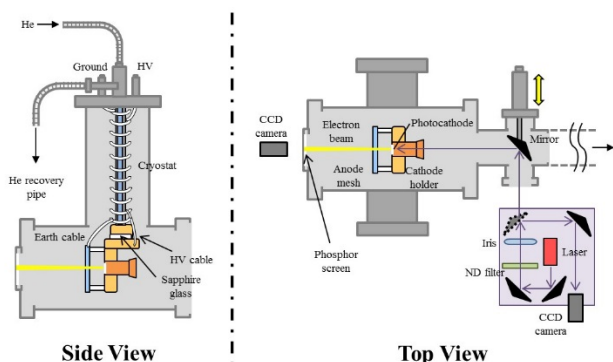 He
Ground
HV
Cryostat
He recovery
pipe
Earth cable
HV cable
Sapphire
glass
Side View
CCD
camera
Electron
beam
Photocathode
Anode
mesh
Cathode
holder
Mirror
Phosphor
screen
Iris
Laser
ND filter
CCD
camera
Top View